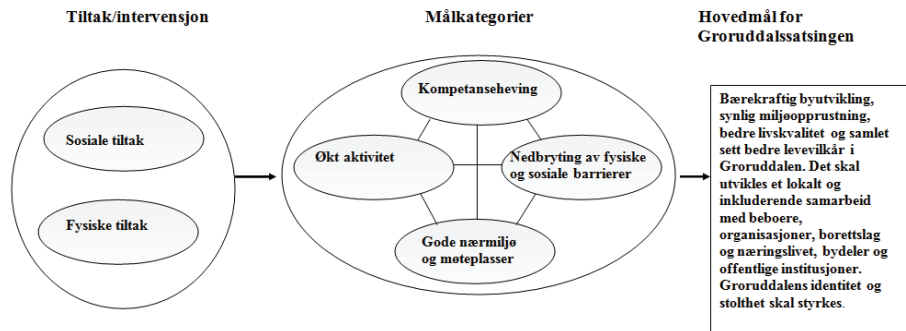 Tiltak/intervensjon
Målkategorier
Hovedmål for
Groruddalssatsingen
Sosiale tiltak
Fysiske tiltak
Kompetanseheving
Økt aktivitet
Nedbryting av fysiske
og sosiale barrierer
Gode nærmiljø
og møteplasser
Bærekraftig byutvikling,
synlig miljøopprustning,
bedre livskvalitet og samlet
sett bedre levevilkår i
Groruddalen. Det skal
utvikles et lokalt og
inkluderende samarbeid
med beboere,
organisasjoner, borettslag
og næringslivet, bydeler og
offentlige institusjoner.
Groruddalens identitet og
stolthet skal styrkes.